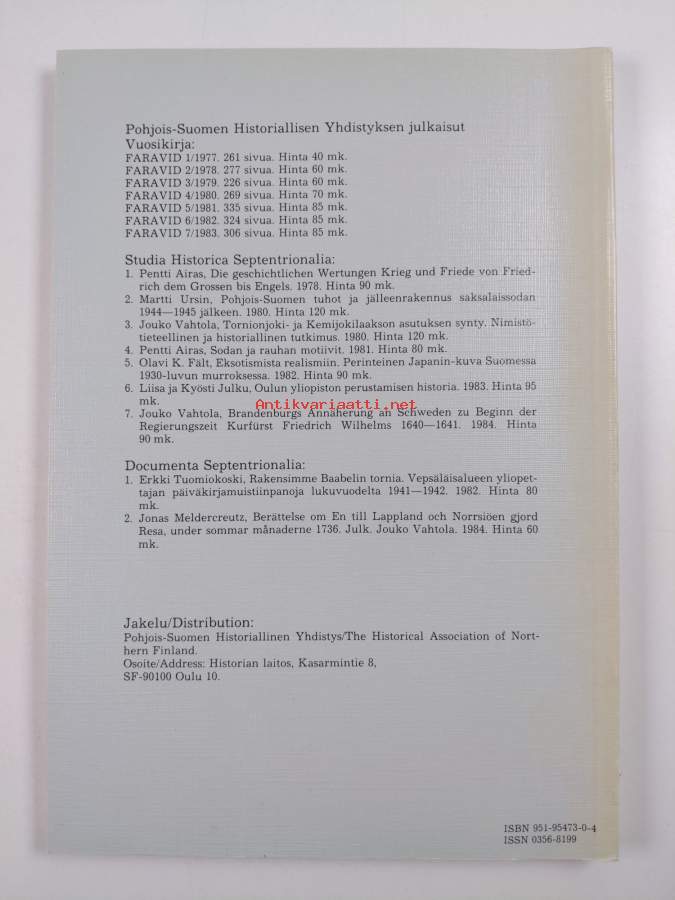 Pohjois-Suomen Historiallisen Yhdistyksen julkaisut
Vuosikirja:
FARAVID 1/1977. 261 sivua. Hinta 40 mk.
FARAVID 2/1978. 277 sivua. Hinta 60 mk.
FARAVID 3/1979. 226 sivua. Hinta 60 mk.
FARAVID 4/1980. 269 sivua. Hinta 70 mk.
FARAVID 5/1981. 335 sivua. Hinta 85 mk.
FARAVID 6/1982. 324 sivua. Hinta 85 mk.
FARAVID 7/1983. 306 sivua. Hinta 85 mk.
Studia Historica Septentrionalia:
1. Pentti Airas, Die geschichtlichen Wertungen Krieg und Friede von Fried-
rich dem Grossen bis Engels. 1978. Hinta 90 mk.
2. Martti Ursin, Pohjois-Suomen tuhot ja jälleenrakennus saksalaissodan
1944—1945 jälkeen. 1980. Hinta 120 mk.
3. Jouko Vahtola, Tornionjoki- ja Kemijokilaakson asutuksen synty. Nimistö-
tieteellinen ja historiallinen tutkimus. 1980. Hinta 120 mk.
4. Pentti Airas, Sodan ja rauhan motiivit. 1981. Hinta 80 mk.
5. Olavi K. Fält, Eksotismista realismiin. Perinteinen Japanin-kuva Suomessa
1930-luvun murroksessa. 1982. Hinta 90 mk.
6. Liisa ja Kyösti Julku, Oulun yliopiston perustamisen historia. 1983. Hinta 95
mk.
Antikvariaatti.net
7. Jouko Vahtola, Brandenburgs Annäherung an Schweden zu Beginn der
Regierungszeit Kurfürst Friedrich Wilhelms 1640—1641. 1984. Hinta
90 mk.
Documenta Septentrionalia:
1. Erkki Tuomiokoski, Rakensimme Baabelin tornia. Vepsäläisalueen yliopet-
tajan päiväkirjamuistiinpanoja lukuvuodelta 1941—1942. 1982. Hinta 80
mk.
2. Jonas Meldercreutz, Berättelse om En till Lappland och Norrsiöen gjord
Resa, under sommar månaderne 1736. Julk. Jouko Vahtola. 1984. Hinta 60
mk.
Jakelu/Distribution:
Pohjois-Suomen Historiallinen Yhdistys/The Historical Association of Nort-
hern Finland.
Osoite/Address: Historian laitos, Kasarmintie 8,
SF-90100 Oulu 10.
ISBN 951-95473-0-4
ISSN 0356-8199